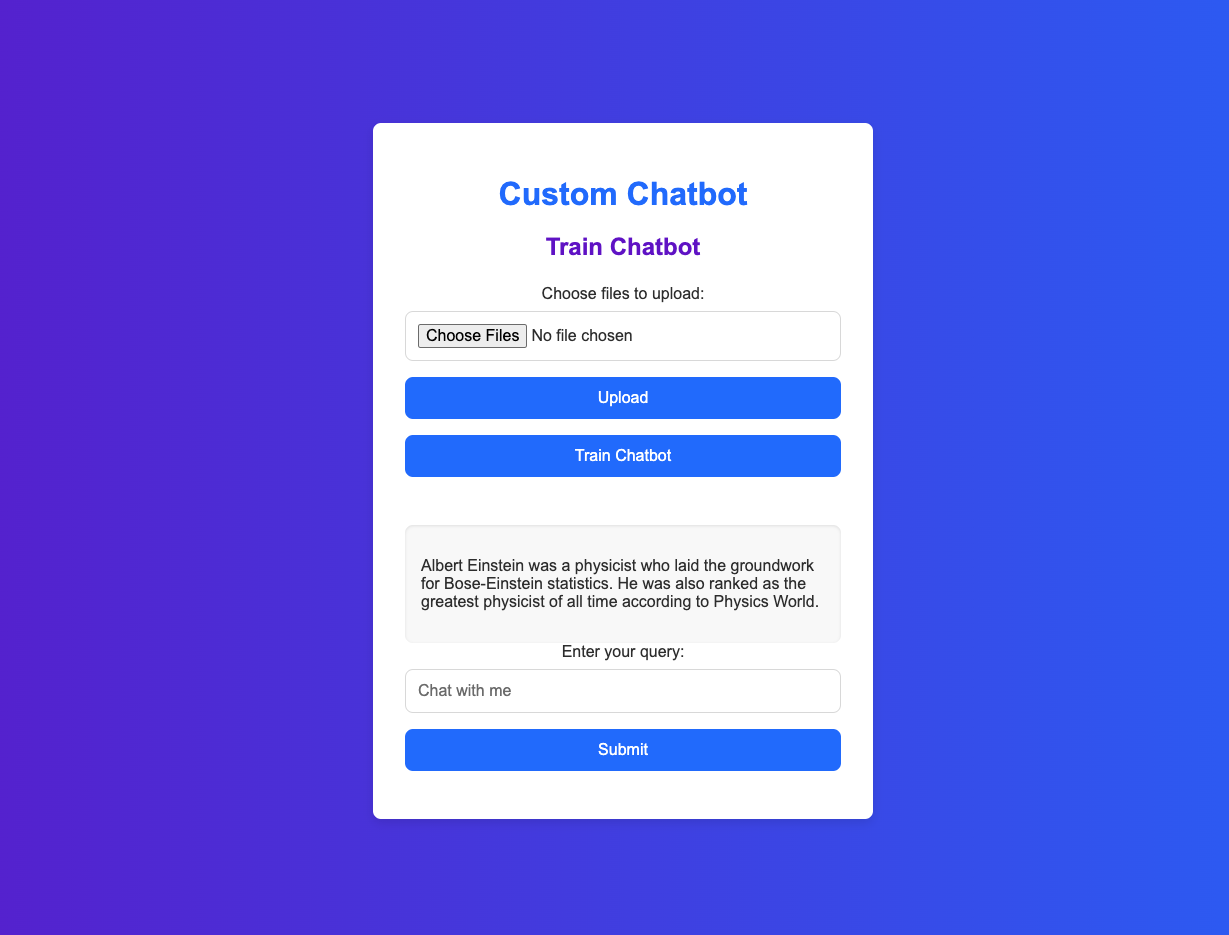 Custom Chatbot
Train Chatbot
Choose files to upload:
Choose Files No file chosen
Upload
Train Chatbot
Albert Einstein was a physicist who laid the groundwork
for Bose-Einstein statistics. He was also ranked as the
greatest physicist of all time according to Physics World.
Enter your query:
Chat with me
Submit